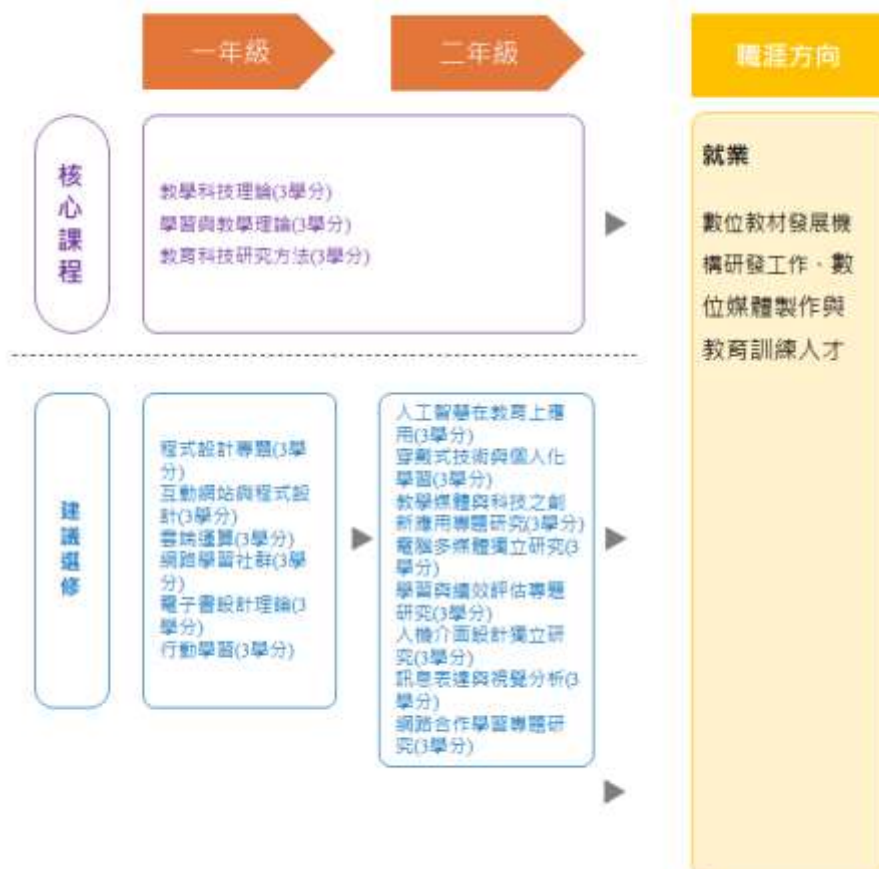 一年級
二年級
職涯方向
核
心
課
程
教學科技理論(3學分)
學習與教學理論(3學分)
教育科技研究方法(3學分)
就業
數位教材發展機
構研發工作、數
位媒體製作與
教育訓練人才
建
議
選
修
程式設計專題(3學
分)
互動網站與程式設
計(3學分)
雲端運算(3學分)
網路學習社群(3學
分)
電子書設計理論(3
學分)
行動學習(3學分)
人工智慧在教育上應
用(3學分)
穿戴式技術與個人化
學習(3學分)
教學媒體與科技之創
新應用專題研究(3學分)
電腦多媒體獨立研究(3
學分)
學習與績效評估專題
研究(3學分)
人機介面設計獨立研
究(3學分)
訊息表達與視覺分析(3
學分)
網路合作學習專題研
究(3學分)